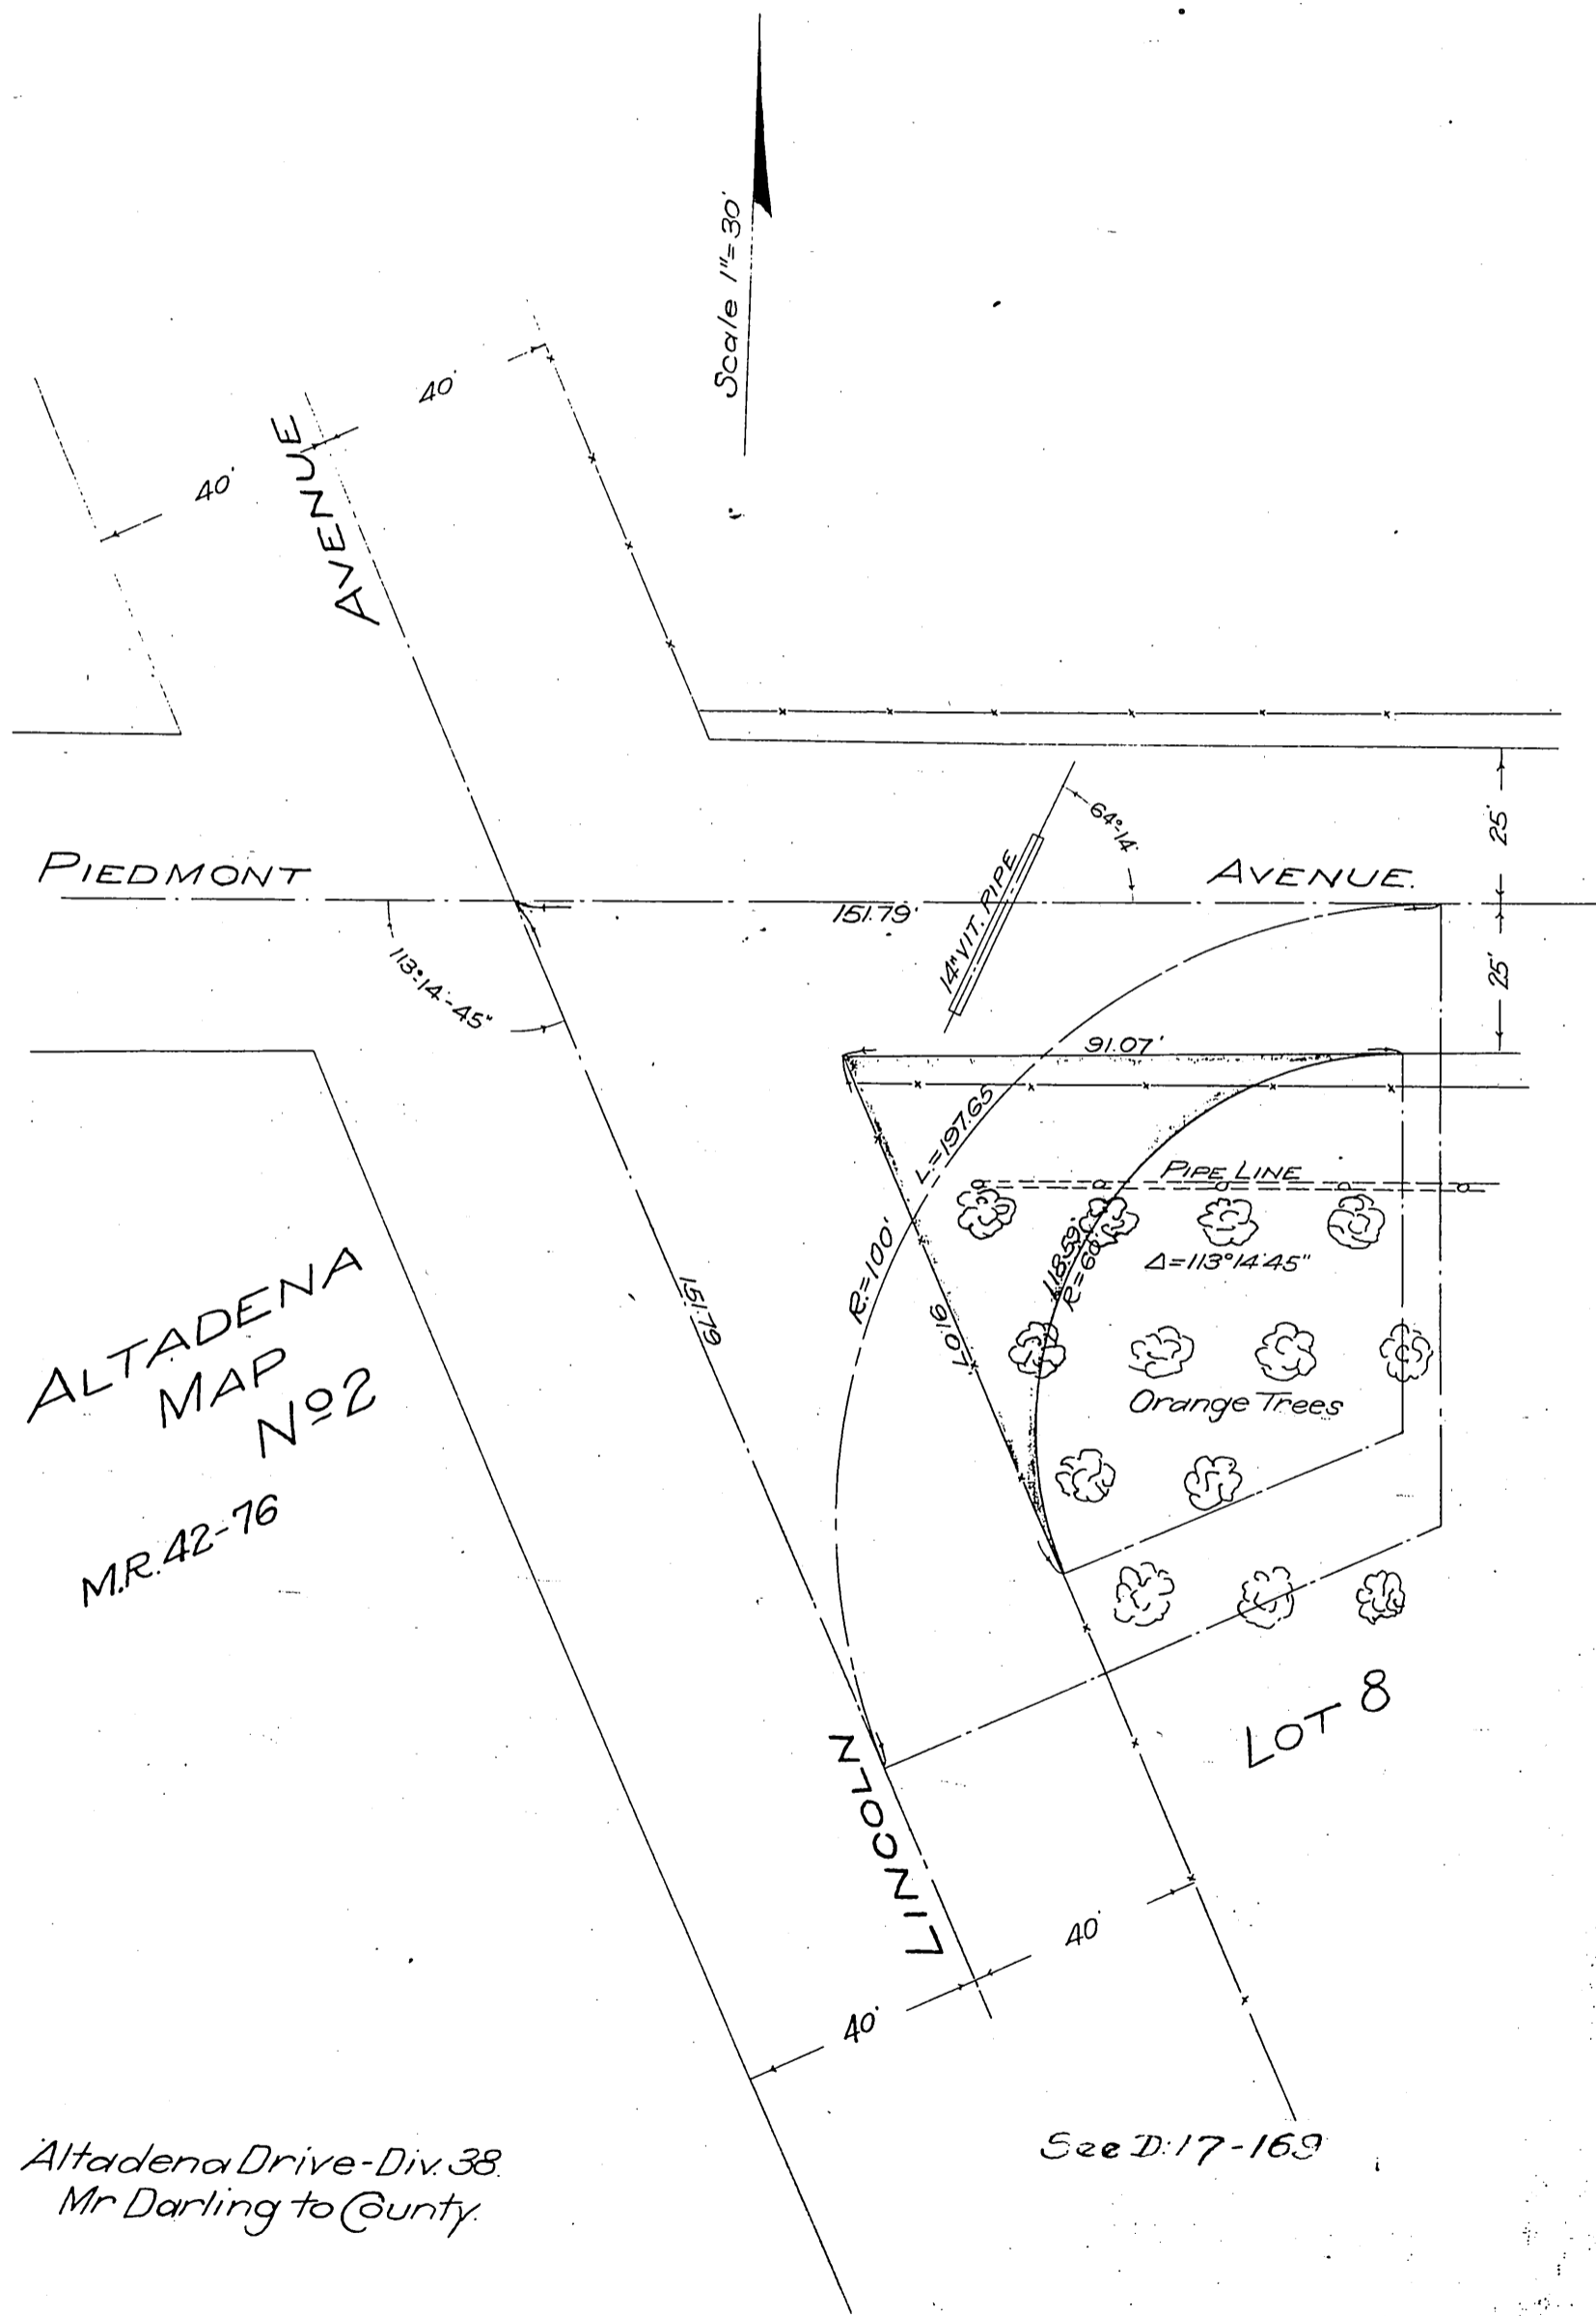 Scale 1"=30'
40'
40'
AVENUE
25'
64°-14'
PIEDMONT
AVENUE.
151.79'
14" VIT. PIPE
113°-14'-45"
25'
91.07'
L=197.65
PIPE LINE
R=100'
118.59'
R=60'
Δ=113°14'45"
151.79
91.07
ALTADENA
MAP
Nº2
Orange Trees
M.R. 42-76
LOT 8
LINCOLN
40'
40'
See D:17-169
Altadena Drive-Div. 38.
Mr Darling to County.